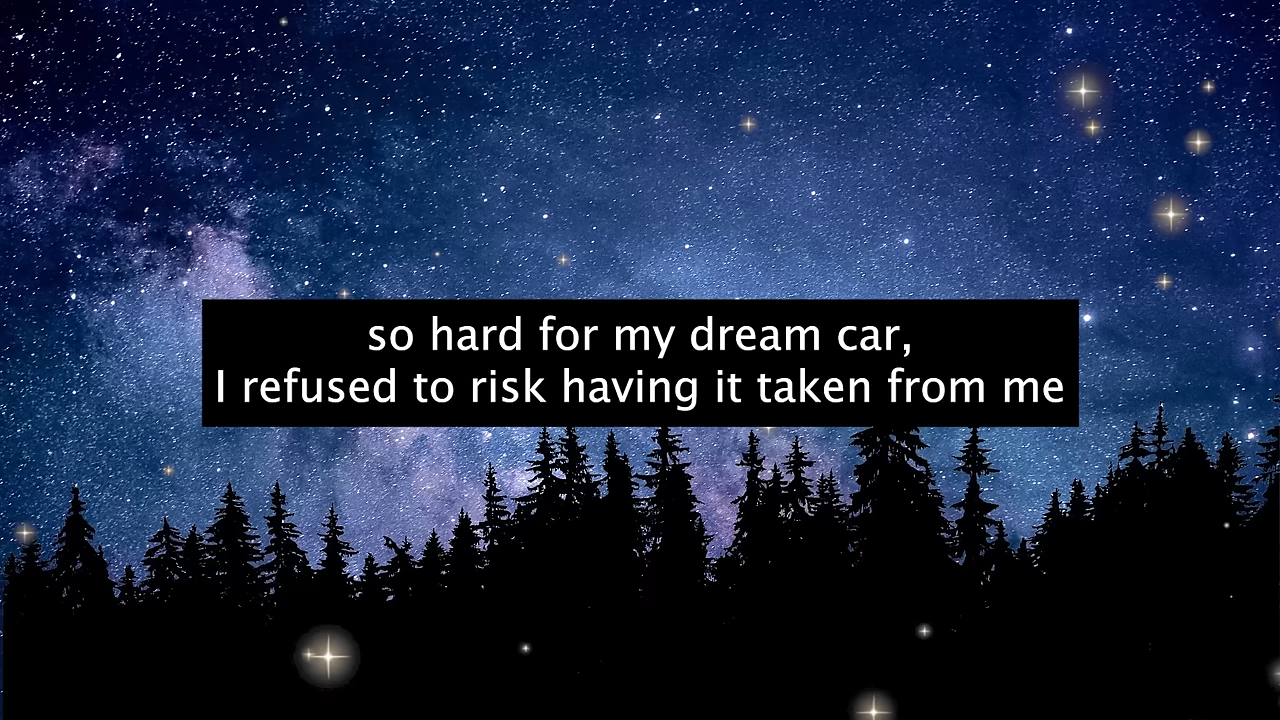 so hard for my dream car,
I refused to risk having it taken from me